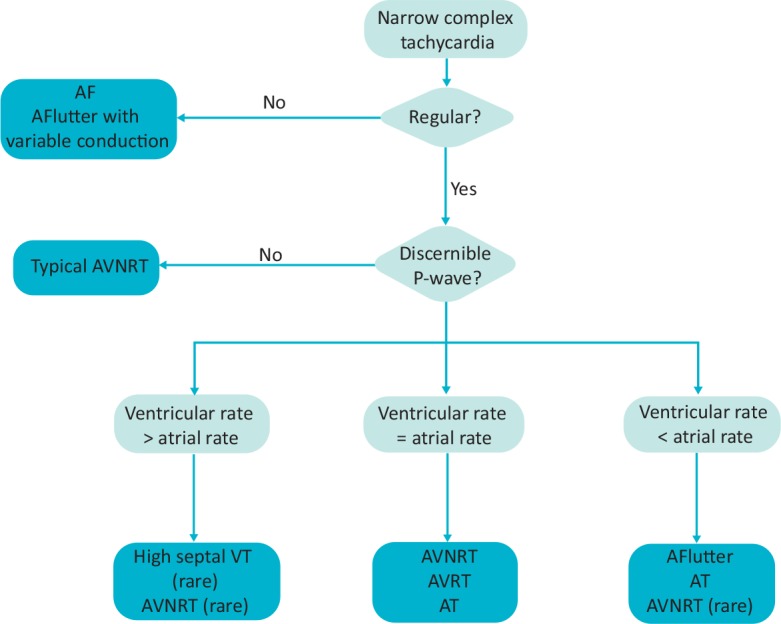 Narrow complex
tachycardia
AF
AFlutter with
variable conduction
No
Regular?
Yes
Typical AVNRT
No
Discernible
P-wave?
Ventricular rate
> atrial rate
Ventricular rate
= atrial rate
Ventricular rate
< atrial rate
High septal VT
(rare)
AVNRT (rare)
AVNRT
AVRT
AT
AFlutter
AT
AVNRT (rare)